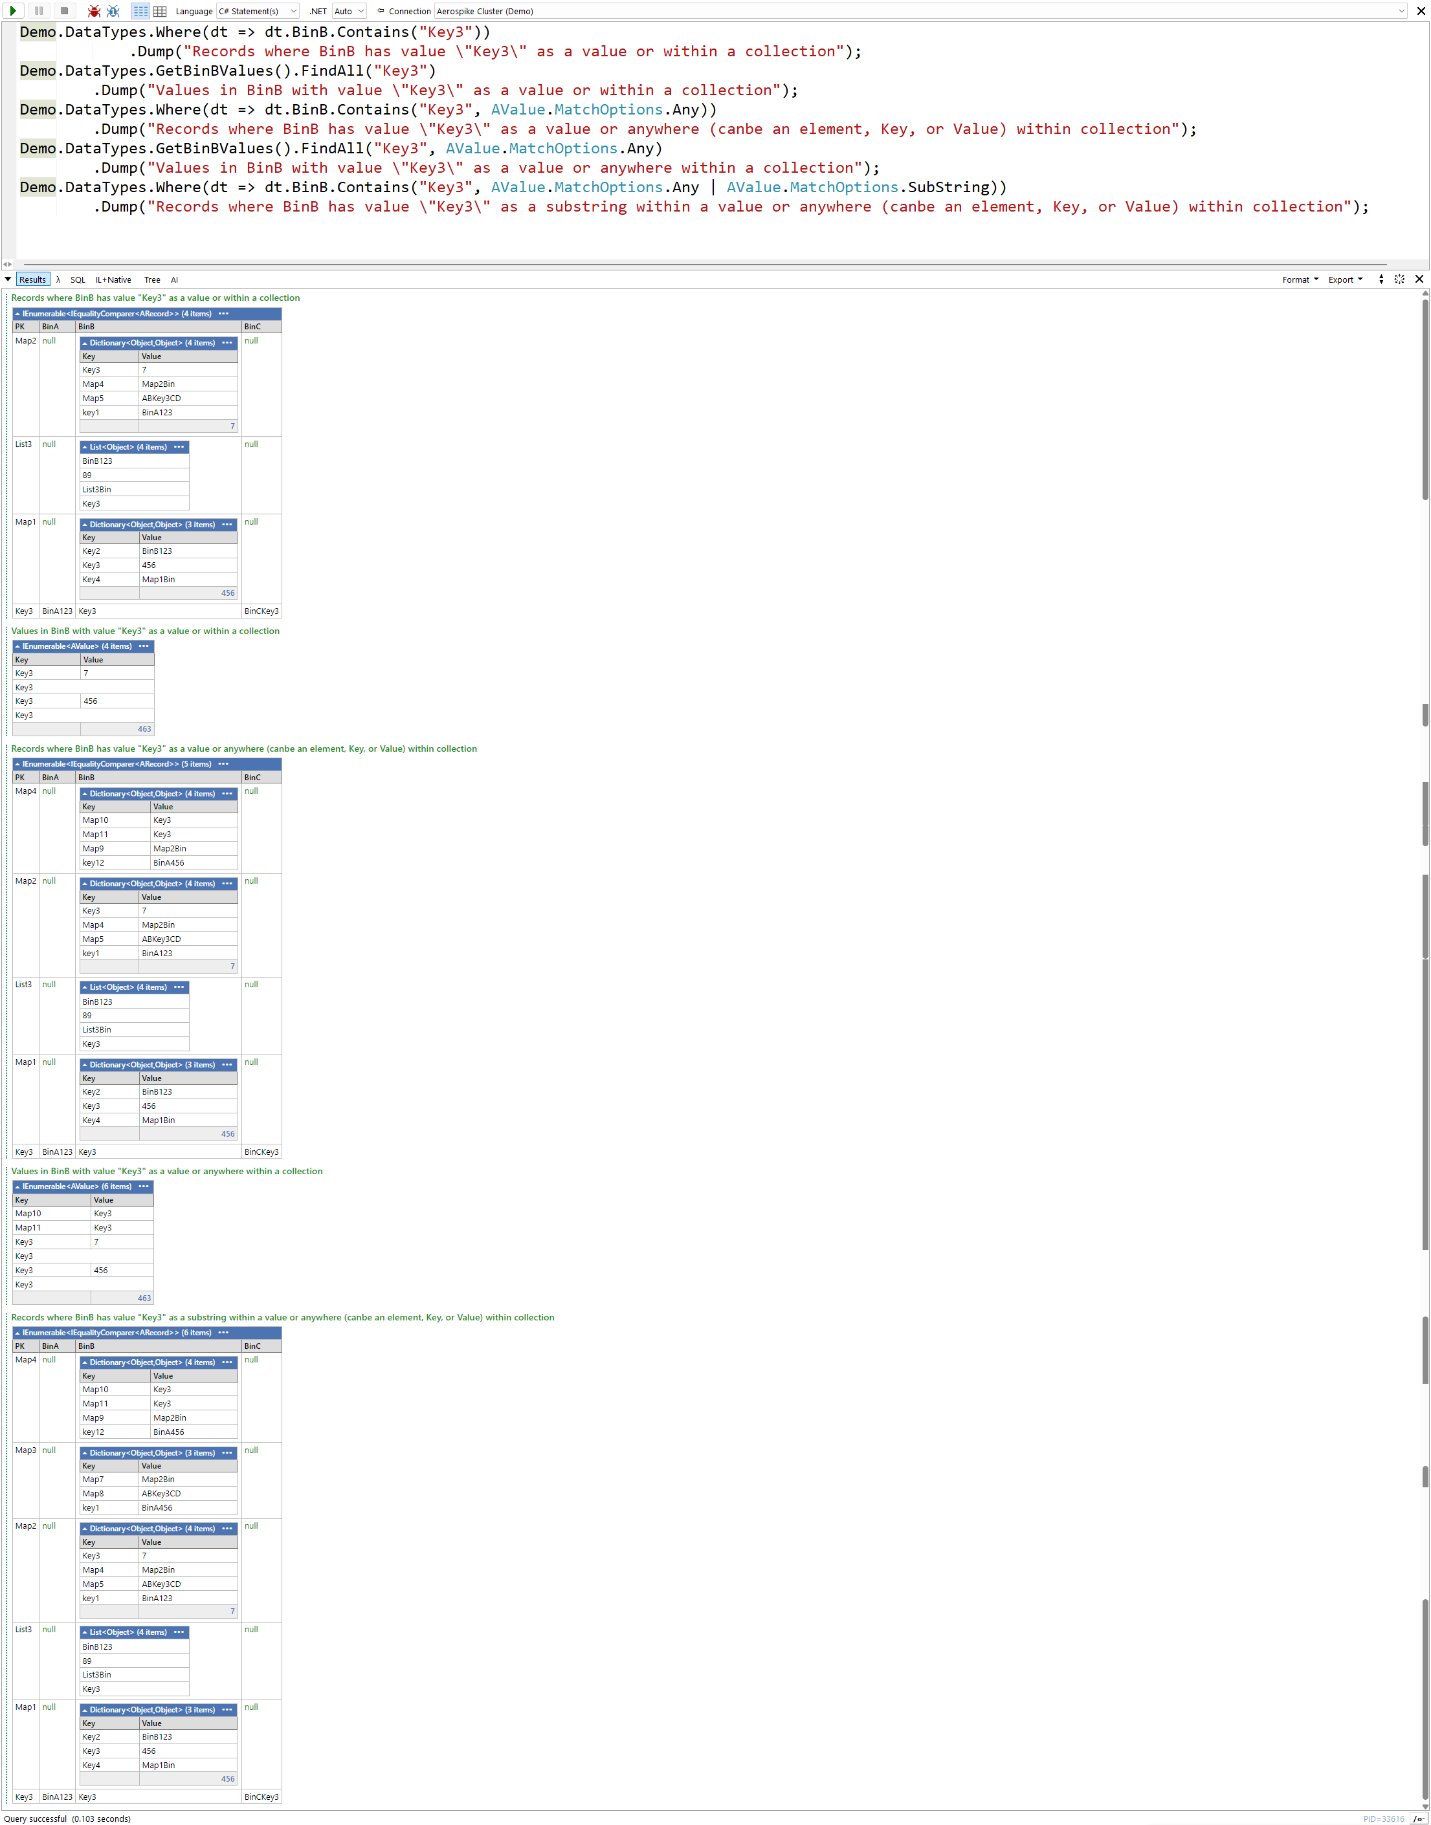 Language C# Statement(s) .NET Auto Connection Aerospike Cluster (Demo)
Demo.DataTypes.Where(dt => dt.BinB.Contains("Key3"))
.Dump("Records where BinB has value \"Key3\" as a value or within a collection");
Demo.DataTypes.GetBinBValues().FindAll("Key3")
.Dump("Values in BinB with value \"Key3\" as a value or within a collection");
Demo.DataTypes.Where(dt => dt.BinB.Contains("Key3", AValue.MatchOptions.Any))
.Dump("Records where BinB has value \"Key3\" as a value or anywhere (canbe an element, Key, or Value) within collection");
Demo.DataTypes.GetBinBValues().FindAll("Key3", AValue.MatchOptions.Any)
.Dump("Values in BinB with value \"Key3\" as a value or anywhere within a collection");
Demo.DataTypes.Where(dt => dt.BinB.Contains("Key3", AValue.MatchOptions.Any | AValue.MatchOptions.SubString))
.Dump("Records where BinB has value \"Key3\" as a substring within a value or anywhere (canbe an element, Key, or Value) within collection");
Results λ SQL IL+Native Tree AI Format Export
Records where BinB has value "Key3" as a value or within a collection
IEnumerable<IEqualityComparer<ARecord>> (4 items) •••
PK BinA BinB BinC
Map2 null Dictionary<Object,Object> (4 items) ••• null
Key Value
Key3 7
Map4 Map2Bin
Map5 ABKey3CD
key1 BinA123
7
List3 null List<Object> (4 items) ••• null
BinB123
89
List3Bin
Key3
Map1 null Dictionary<Object,Object> (3 items) ••• null
Key Value
Key2 BinB123
Key3 456
Key4 Map1Bin
456
Key3 BinA123 Key3 BinCKey3
Values in BinB with value "Key3" as a value or within a collection
IEnumerable<AValue> (4 items) •••
Key Value
Key3 7
Key3
Key3 456
Key3
463
Records where BinB has value "Key3" as a value or anywhere (canbe an element, Key, or Value) within collection
IEnumerable<IEqualityComparer<ARecord>> (5 items) •••
PK BinA BinB BinC
Map4 null Dictionary<Object,Object> (4 items) ••• null
Key Value
Map10 Key3
Map11 Key3
Map9 Map2Bin
key12 BinA456
Map2 null Dictionary<Object,Object> (4 items) ••• null
Key Value
Key3 7
Map4 Map2Bin
Map5 ABKey3CD
key1 BinA123
7
List3 null List<Object> (4 items) ••• null
BinB123
89
List3Bin
Key3
Map1 null Dictionary<Object,Object> (3 items) ••• null
Key Value
Key2 BinB123
Key3 456
Key4 Map1Bin
456
Key3 BinA123 Key3 BinCKey3
Values in BinB with value "Key3" as a value or anywhere within a collection
IEnumerable<AValue> (6 items) •••
Key Value
Map10 Key3
Map11 Key3
Key3 7
Key3
Key3 456
Key3
463
Records where BinB has value "Key3" as a substring within a value or anywhere (canbe an element, Key, or Value) within collection
IEnumerable<IEqualityComparer<ARecord>> (6 items) •••
PK BinA BinB BinC
Map4 null Dictionary<Object,Object> (4 items) ••• null
Key Value
Map10 Key3
Map11 Key3
Map9 Map2Bin
key12 BinA456
Map3 null Dictionary<Object,Object> (3 items) ••• null
Key Value
Map7 Map2Bin
Map8 ABKey3CD
key1 BinA456
Map2 null Dictionary<Object,Object> (4 items) ••• null
Key Value
Key3 7
Map4 Map2Bin
Map5 ABKey3CD
key1 BinA123
7
List3 null List<Object> (4 items) ••• null
BinB123
89
List3Bin
Key3
Map1 null Dictionary<Object,Object> (3 items) ••• null
Key Value
Key2 BinB123
Key3 456
Key4 Map1Bin
456
Key3 BinA123 Key3 BinCKey3
Query successful (0.103 seconds) PID=33616 /o-